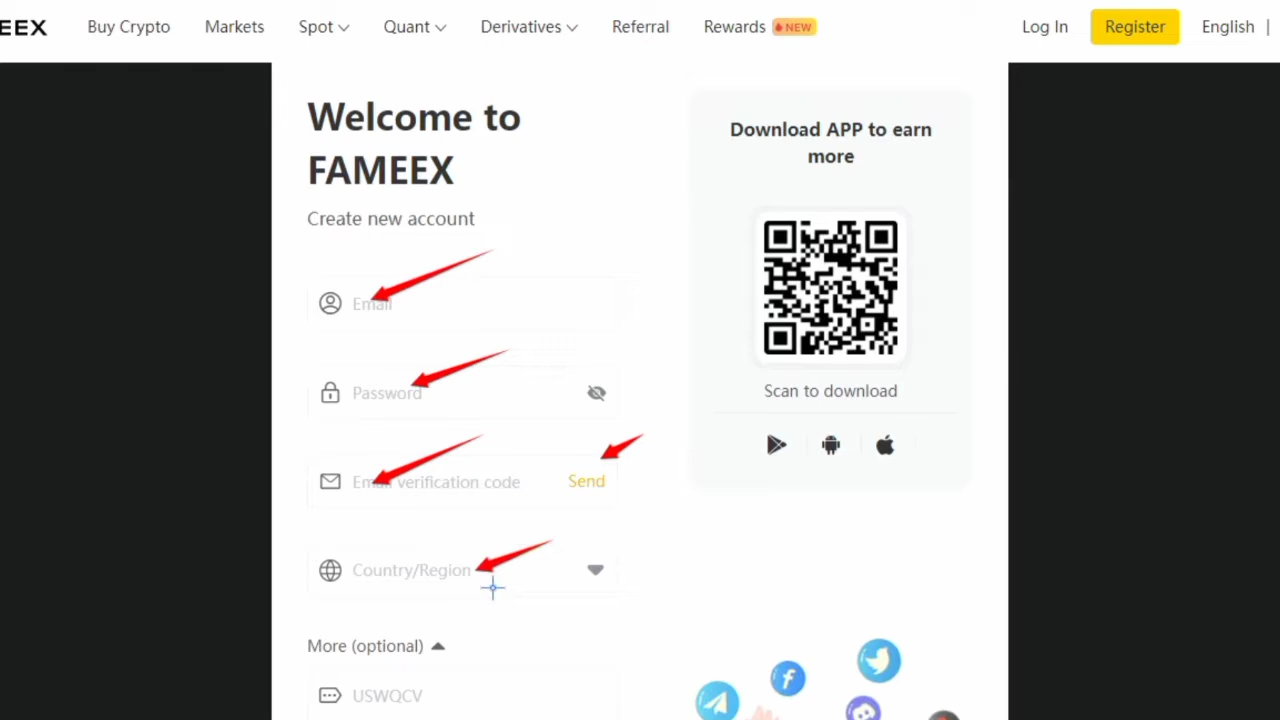 EEX Buy Crypto Markets Spot Quant Derivatives Referral Rewards NEW Log In Register English |
Welcome to
FAMEEX
Create new account
Email
Password
Email verification code Send
Country/Region
More (optional)
USWQCV
Download APP to earn
more
Scan to download